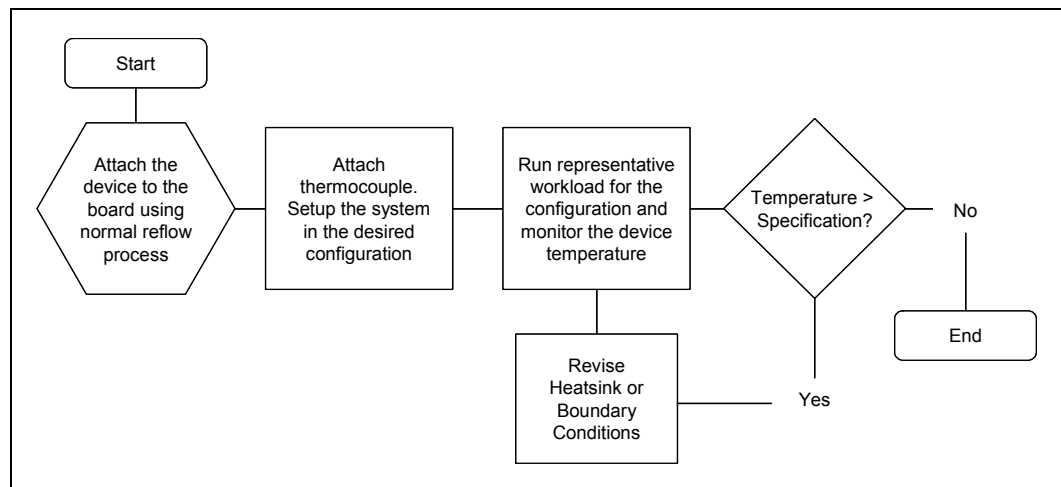 Start
Attach the
device to the
board using
normal reflow
process
Attach
thermocouple.
Setup the system
in the desired
configuration
Run representative
workload for the
configuration and
monitor the device
temperature
Temperature >
Specification?
No
End
Yes
Revise
Heatsink or
Boundary
Conditions